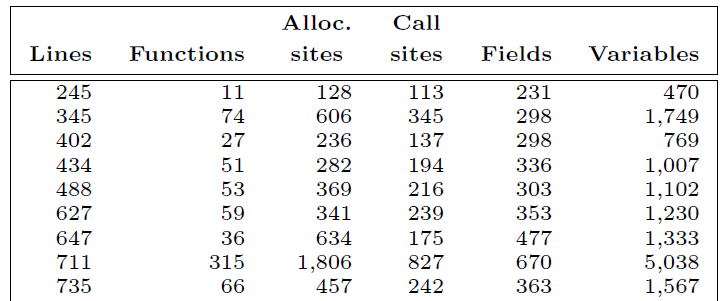 Alloc. Call
Lines Functions sites sites Fields Variables
245 11 128 113 231 470
345 74 606 345 298 1,749
402 27 236 137 298 769
434 51 282 194 336 1,007
488 53 369 216 303 1,102
627 59 341 239 353 1,230
647 36 634 175 477 1,333
711 315 1,806 827 670 5,038
735 66 457 242 363 1,567